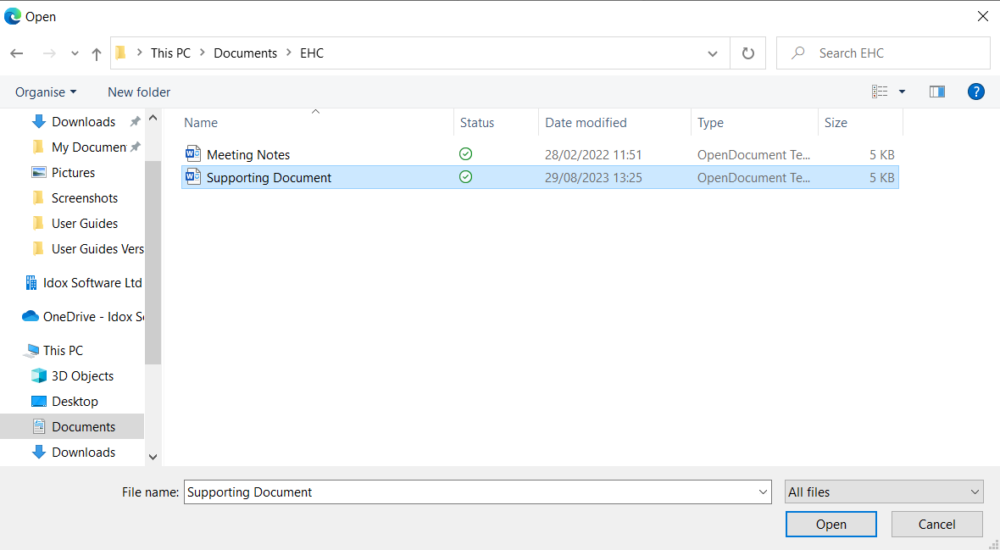 Open
This PC > Documents > EHC
Search EHC
Organise
New folder
?
Name Status Date modified Type Size
Downloads
My Documen
Pictures
Screenshots
User Guides
User Guides Vers
Idox Software Ltd
OneDrive - Idox S
This PC
3D Objects
Desktop
Documents
Downloads
Meeting Notes 28/02/2022 11:51 OpenDocument Te... 5 KB
Supporting Document 29/08/2023 13:25 OpenDocument Te... 5 KB
File name: Supporting Document
All files
Open
Cancel